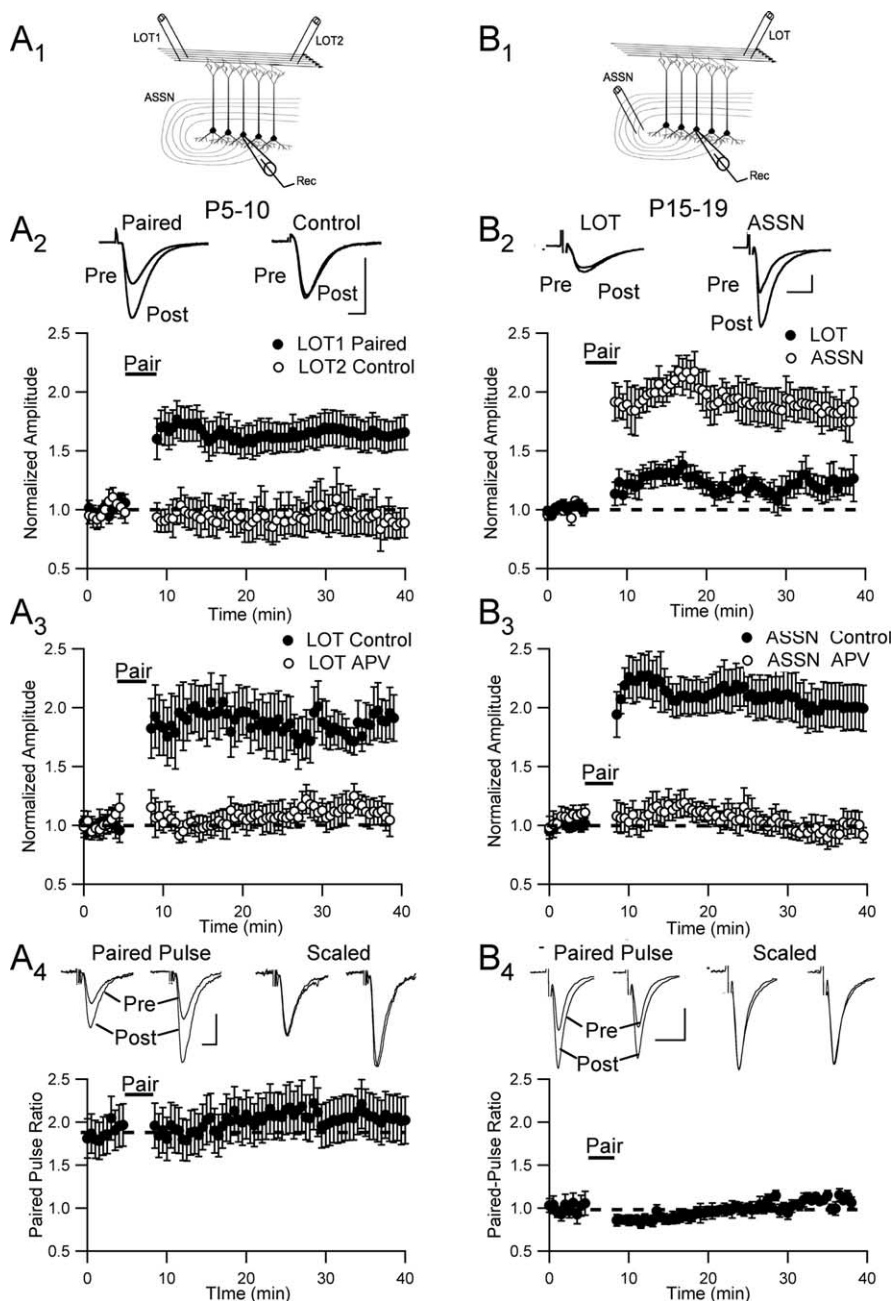 A1
LOT1
LOT2
ASSN
Rec
B1
LOT
ASSN
Rec
P5-10
P15-19
A2
Paired
Control
Pre
Post
Pre
Post
LOT1 Paired
LOT2 Control
Pair
Normalized Amplitude
2.5
2.0
1.5
1.0
0.5
0 10 20 30 40
Time (min)
B2
LOT
ASSN
Pre
Post
Pre
Post
LOT
ASSN
Pair
Normalized Amplitude
2.5
2.0
1.5
1.0
0.5
0 10 20 30 40
Time (min)
A3
LOT Control
LOT APV
Pair
Normalized Amplitude
2.5
2.0
1.5
1.0
0.5
0 10 20 30 40
Time (min)
B3
ASSN Control
ASSN APV
Pair
Normalized Amplitude
2.5
2.0
1.5
1.0
0.5
0 10 20 30 40
Time (min)
A4
Paired Pulse
Scaled
Pre
Post
Pair
Paired Pulse Ratio
2.5
2.0
1.5
1.0
0.5
0 10 20 30 40
TIme (min)
B4
Paired Pulse
Scaled
Pre
Post
Pair
Paired-Pulse Ratio
2.5
2.0
1.5
1.0
0.5
0 10 20 30 40
Time (min)